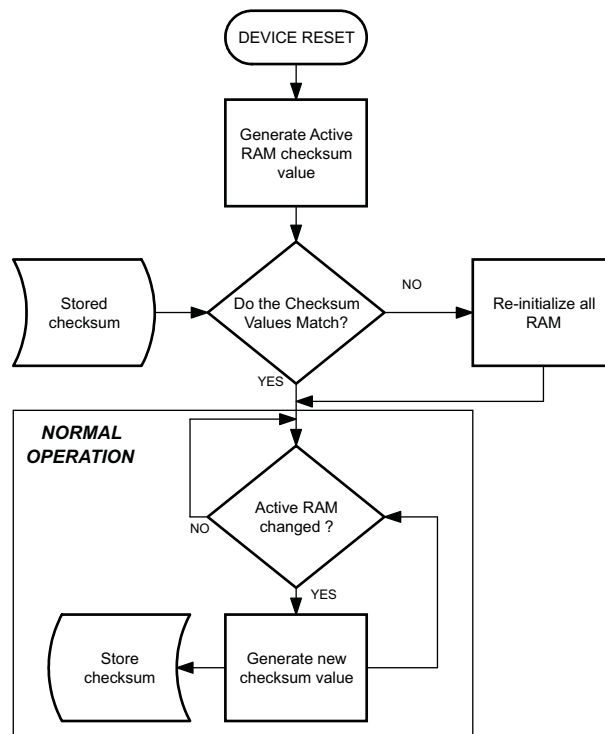 DEVICE RESET
Generate Active
RAM checksum
value
Stored
checksum
Do the Checksum
Values Match?
NO
Re-initialize all
RAM
YES
NORMAL
OPERATION
Active RAM
changed ?
NO
YES
Store
checksum
Generate new
checksum value